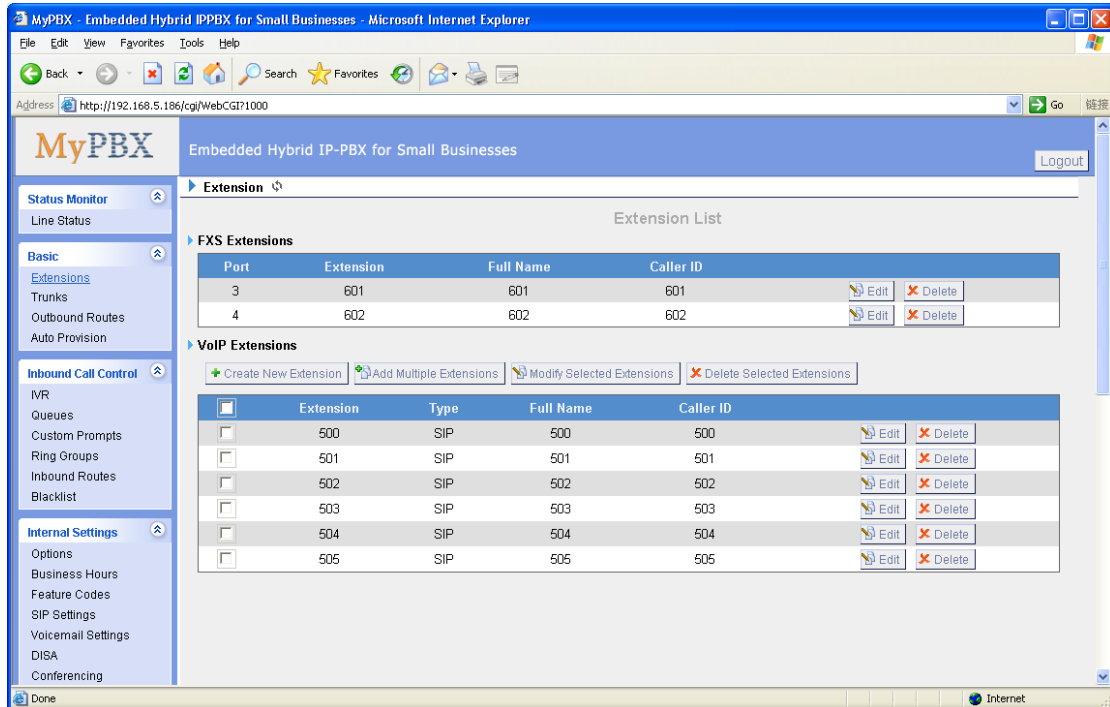 MyPBX - Embedded Hybrid IPPBX for Small Businesses - Microsoft Internet Explorer
File Edit View Favorites Tools Help
Back Search Favorites
Address http://192.168.5.186/cgi/WebCGI?1000 Go 链接
MyPBX
Embedded Hybrid IP-PBX for Small Businesses
Logout
Status Monitor
Line Status
Basic
Extensions
Trunks
Outbound Routes
Auto Provision
Inbound Call Control
IVR
Queues
Custom Prompts
Ring Groups
Inbound Routes
Blacklist
Internal Settings
Options
Business Hours
Feature Codes
SIP Settings
Voicemail Settings
DISA
Conferencing
Extension
Extension List
FXS Extensions
Port Extension Full Name Caller ID
3 601 601 601 Edit Delete
4 602 602 602 Edit Delete
VoIP Extensions
Create New Extension Add Multiple Extensions Modify Selected Extensions Delete Selected Extensions
Extension Type Full Name Caller ID
500 SIP 500 500 Edit Delete
501 SIP 501 501 Edit Delete
502 SIP 502 502 Edit Delete
503 SIP 503 503 Edit Delete
504 SIP 504 504 Edit Delete
505 SIP 505 505 Edit Delete
Done Internet